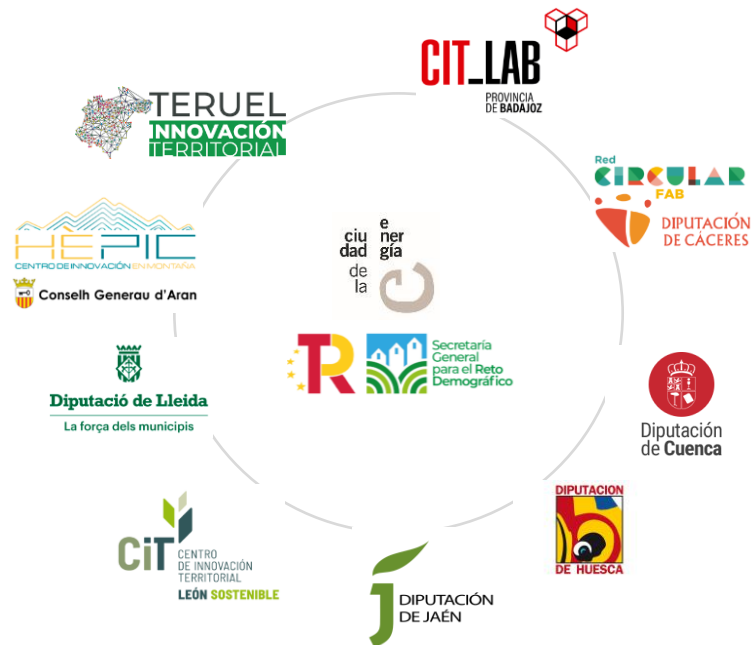 CIT_LAB
PROVINCIA
DE BADAJOZ
TERUEL
INNOVACIÓN
TERRITORIAL
Red
CIRCULAR
FAB
DIPUTACIÓN
DE CÁCERES
HÈPIC
CENTRO DE INNOVACIÓN EN MONTAÑA
Conselh Generau d'Aran
ciu
dad
de
la
e
ner
gía
C
TR
Secretaría
General
para el Reto
Demográfico
Diputació de Lleida
La força dels municipis
Diputación
de Cuenca
DIPUTACION
DE HUESCA
CiT
CENTRO
DE INNOVACIÓN
TERRITORIAL
LEÓN SOSTENIBLE
DIPUTACIÓN
DE JAÉN